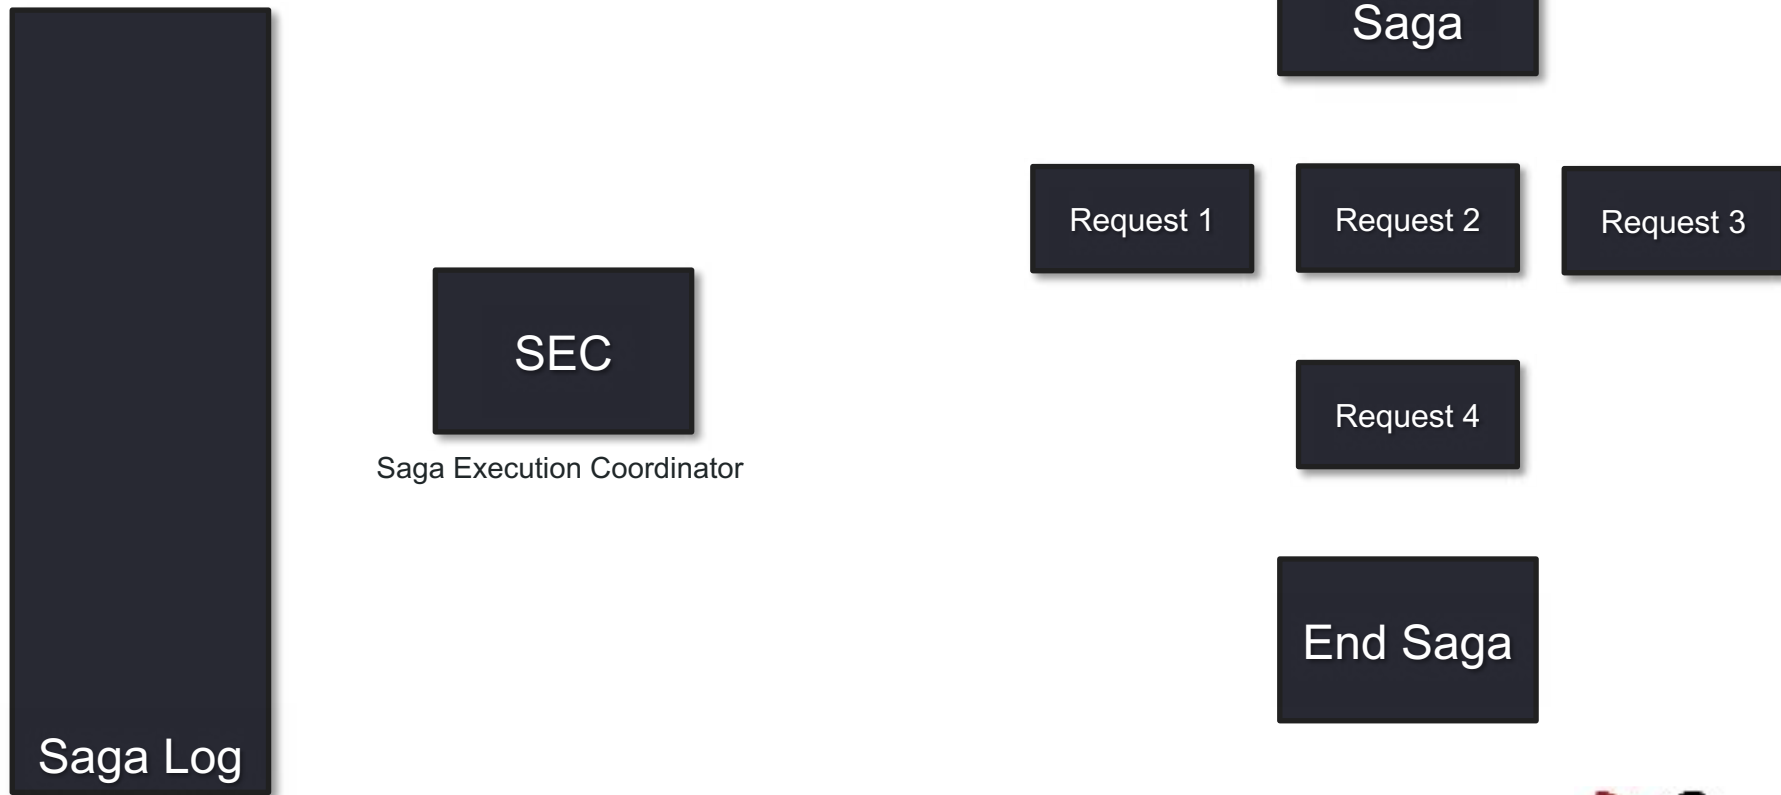 Saga
Request 1
Request 2
Request 3
SEC
Saga Execution Coordinator
Request 4
End Saga
Saga Log